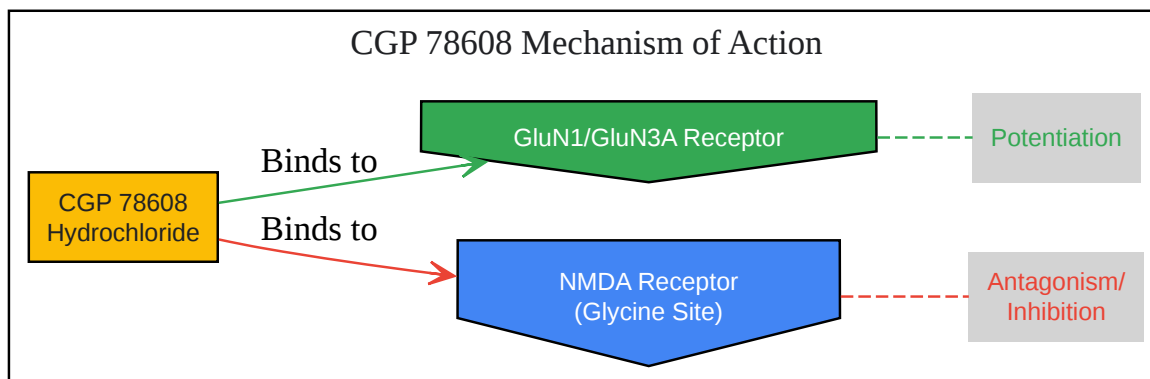 CGP 78608 Mechanism of Action
GluN1/GluN3A Receptor
Potentiation
Binds to
CGP 78608
Hydrochloride
Binds to
NMDA Receptor
(Glycine Site)
Antagonism/
Inhibition